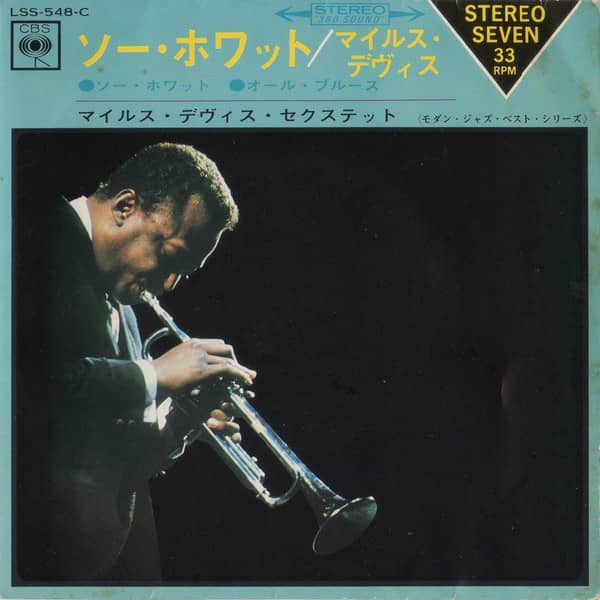 LSS-548-C
CBS
STEREO
"360 SOUND"
ソー・ホワット/マイルス・
デヴィス
●ソー・ホワット ●オール・ブルース
マイルス・デヴィス・セクステット (モダン・ジャズ・ベスト・シリーズ)
STEREO
SEVEN
33
RPM